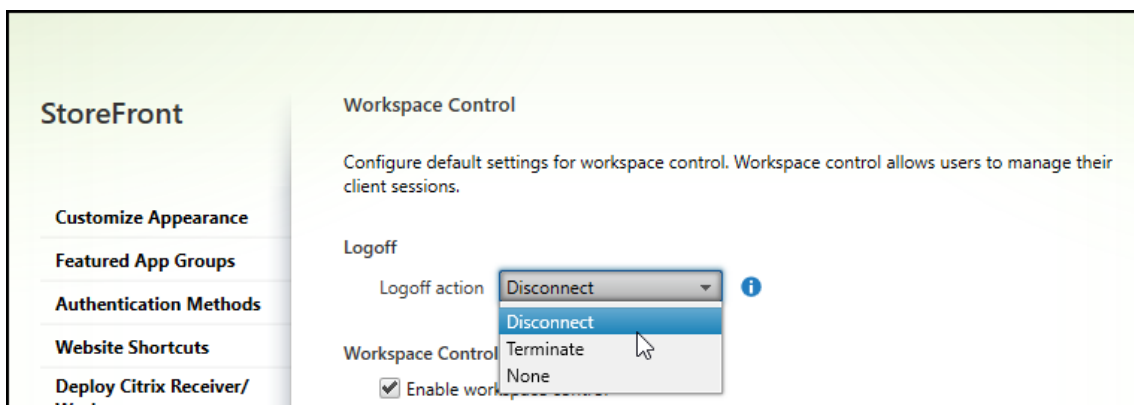 StoreFront
Customize Appearance
Featured App Groups
Authentication Methods
Website Shortcuts
Deploy Citrix Receiver/
Workspace Control
Configure default settings for workspace control. Workspace control allows users to manage their
client sessions.
Logoff
Logoff action Disconnect
Disconnect
Terminate
None
Workspace Control
Enable